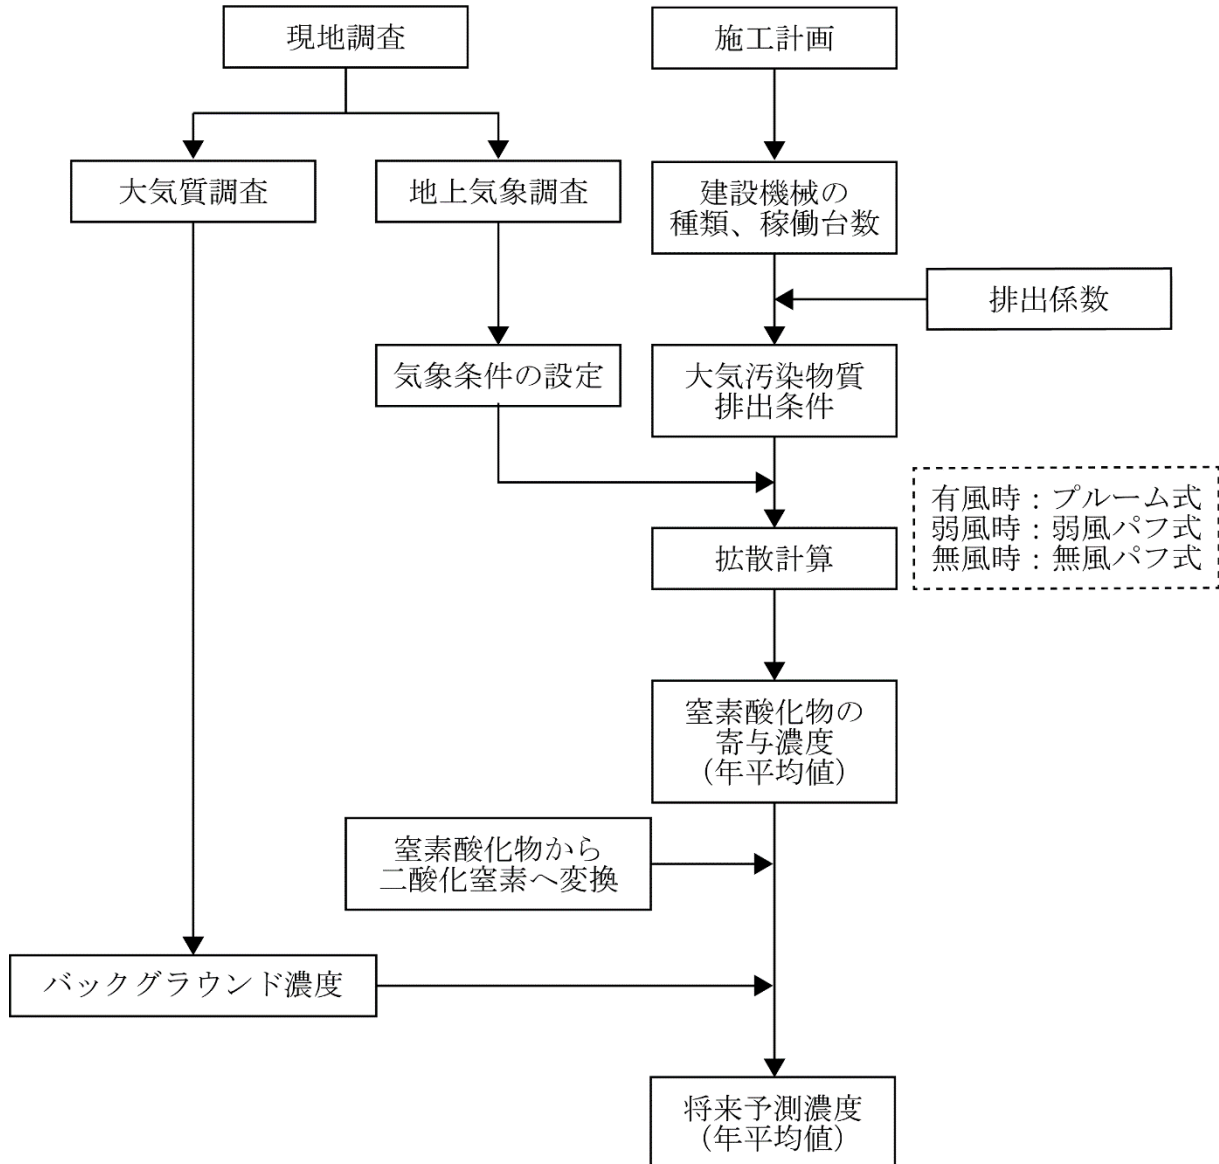 現地調査
施工計画
大気質調査
地上気象調査
建設機械の
種類、稼働台数
排出係数
気象条件の設定
大気汚染物質
排出条件
有風時：プルーム式
弱風時：弱風パフ式
無風時：無風パフ式
拡散計算
窒素酸化物の
寄与濃度
（年平均値）
窒素酸化物から
二酸化窒素へ変換
バックグラウンド濃度
将来予測濃度
（年平均値）